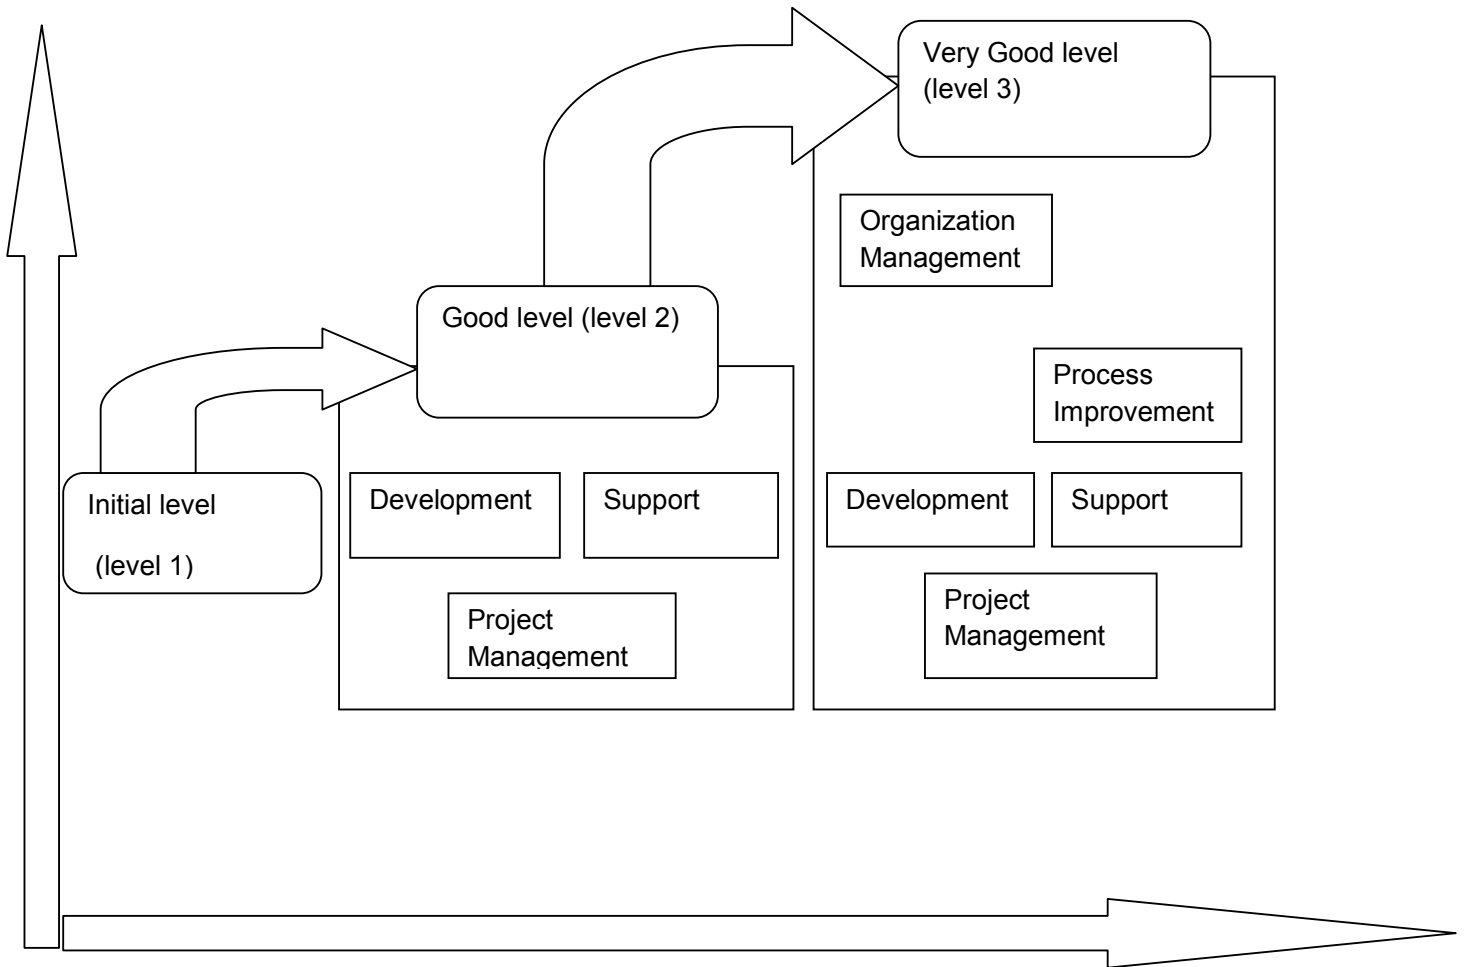 Very Good level
(level 3)
Organization
Management
Good level (level 2)
Process
Improvement
Initial level
(level 1)
Development
Support
Development
Support
Project
Management
Project
Management